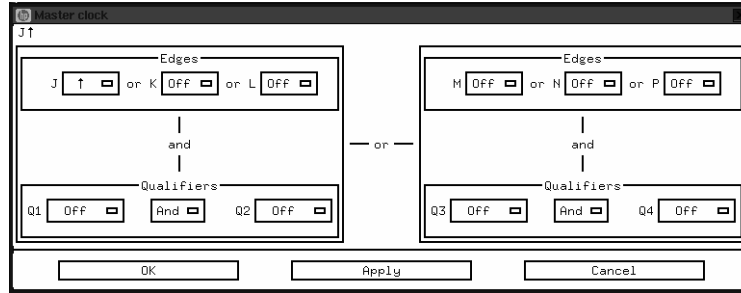 hp Master clock
J↑
Edges Edges
J ↑ or K Off or L Off M Off or N Off or P Off
and and
or
Qualifiers Qualifiers
Q1 Off And Q2 Off Q3 Off And Q4 Off
OK Apply Cancel